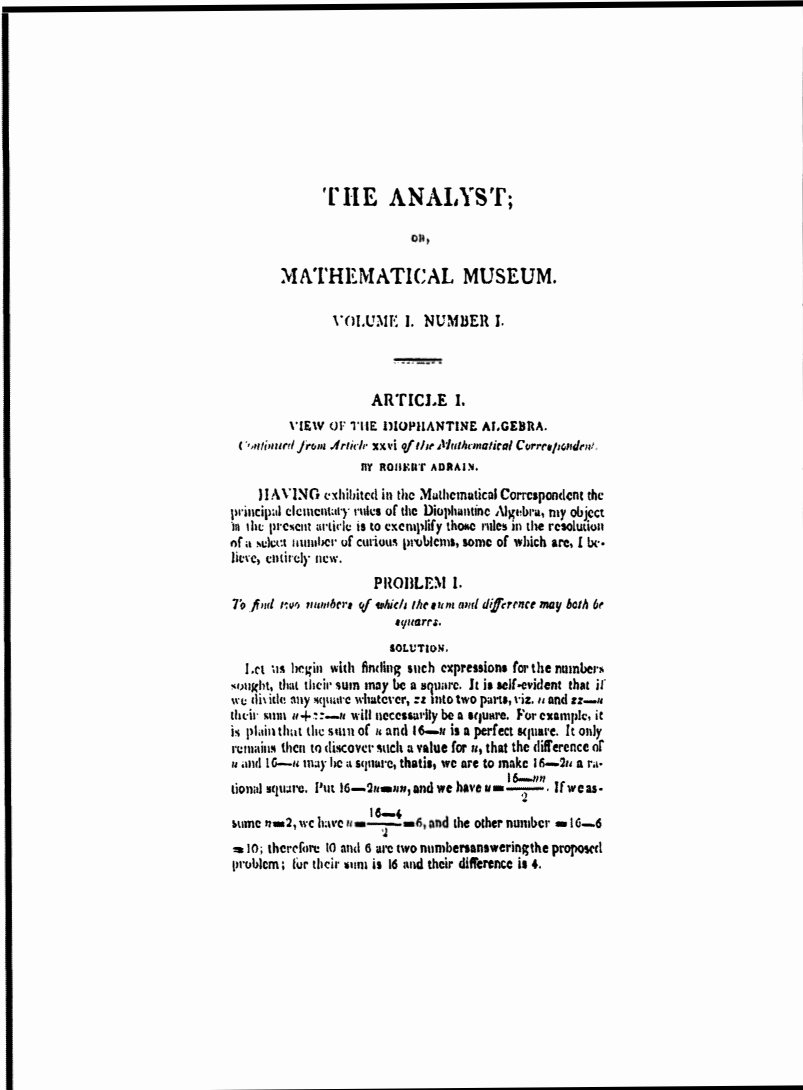 THE ANALYST;
OR,
MATHEMATICAL MUSEUM.
VOLUME I. NUMBER I.
ARTICLE I.
VIEW OF THE DIOPHANTINE ALGEBRA.
Continued from Article xxvi of the Mathematical Correspondent.
BY ROBERT ADRAIN.
HAVING exhibited in the Mathematical Correspondent the
principal elementary rules of the Diophantine Algebra, my object
in the present article is to exemplify those rules in the resolution
of a select number of curious problems, some of which are, I be-
lieve, entirely new.
PROBLEM I.
To find two numbers of which the sum and difference may both be
squares.
SOLUTION.
Let us begin with finding such expressions for the numbers
sought, that their sum may be a square. It is self-evident that if
we divide any square whatever, zz into two parts, viz. u and zz—u
their sum u+zz—u will necessarily be a square. For example, it
is plain that the sum of u and 16—u is a perfect square. It only
remains then to discover such a value for u, that the difference of
u and 16—u may be a square, thatis, we are to make 16—2u a ra-
tional square. Put 16—2u=nn, and we have u=16—nn/2. If we as-
sume n=2, we have u=16—4/2=6, and the other number =16—6
=10; therefore 10 and 6 are two numbers answering the proposed
problem; for their sum is 16 and their difference is 4.